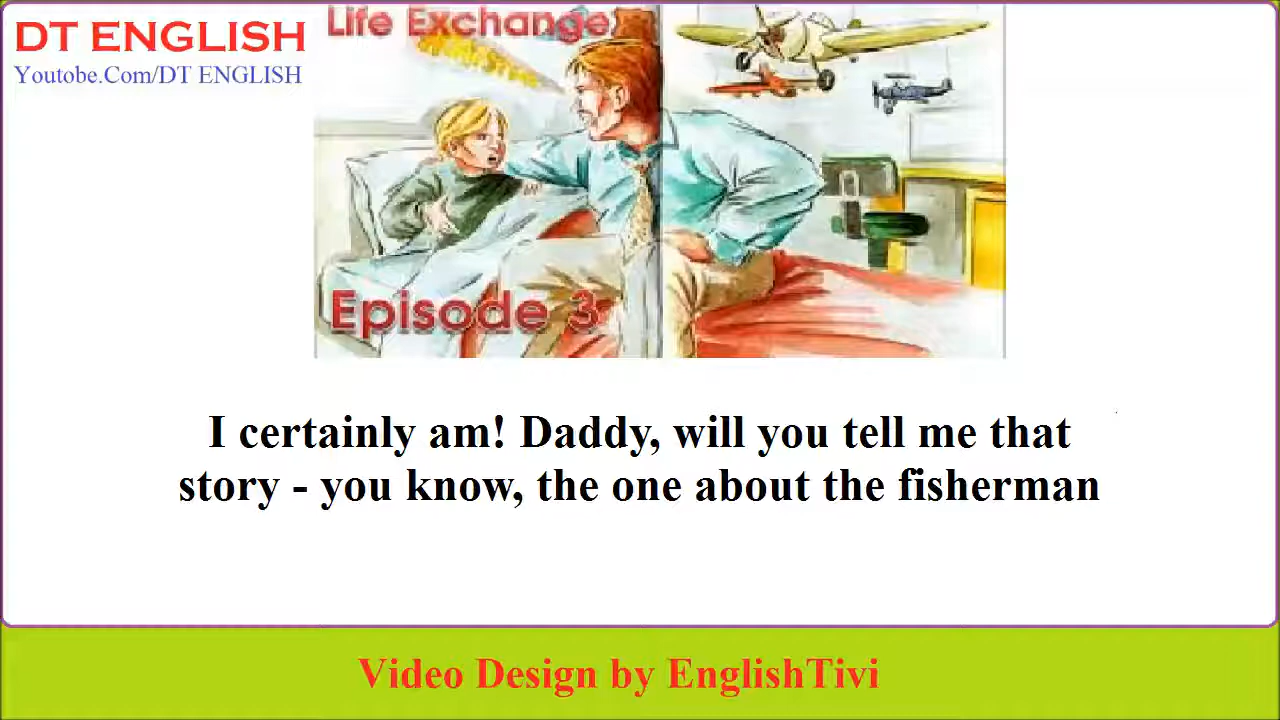 DT ENGLISH
Youtobe.Com/DT ENGLISH
Life Exchange:
Episode 3
I certainly am! Daddy, will you tell me that
story - you know, the one about the fisherman
Video Design by EnglishTivi